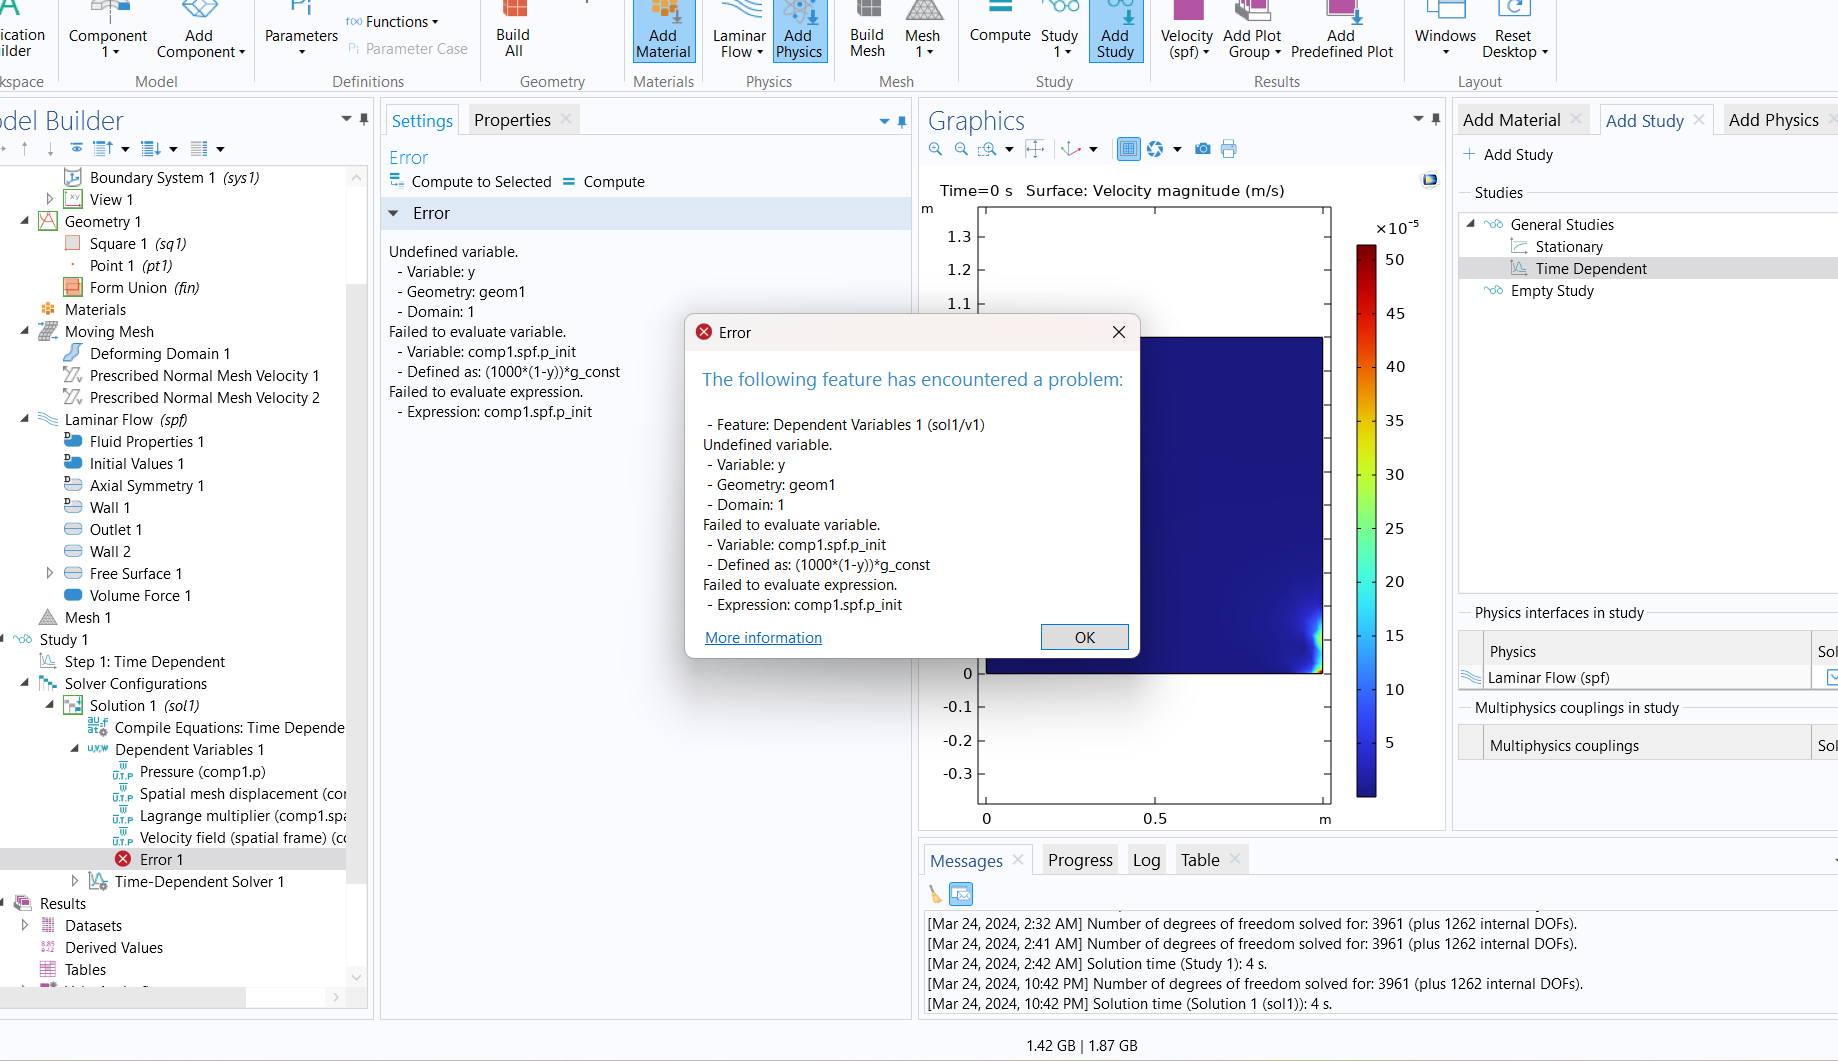 ication
ilder
kspace
Component
1
Add
Component
Model
Parameters
f(x) Functions
Pi Parameter Case
Definitions
Build
All
Geometry
Add
Material
Materials
Laminar
Flow
Add
Physics
Physics
Build
Mesh
Mesh
1
Mesh
Compute
Study
1
Add
Study
Study
Velocity
(spf)
Add Plot
Group
Add
Predefined Plot
Results
Windows
Reset
Desktop
Layout
odel Builder
Boundary System 1 (sys1)
View 1
Geometry 1
Square 1 (sq1)
Point 1 (pt1)
Form Union (fin)
Materials
Moving Mesh
Deforming Domain 1
Prescribed Normal Mesh Velocity 1
Prescribed Normal Mesh Velocity 2
Laminar Flow (spf)
Fluid Properties 1
Initial Values 1
Axial Symmetry 1
Wall 1
Outlet 1
Wall 2
Free Surface 1
Volume Force 1
Mesh 1
Study 1
Step 1: Time Dependent
Solver Configurations
Solution 1 (sol1)
Compile Equations: Time Depende
Dependent Variables 1
Pressure (comp1.p)
Spatial mesh displacement (cor
Lagrange multiplier (comp1.spa
Velocity field (spatial frame) (cc
Error 1
Time-Dependent Solver 1
Results
Datasets
Derived Values
Tables
Settings
Properties
Error
Compute to Selected
Compute
Error
Undefined variable.
- Variable: y
- Geometry: geom1
- Domain: 1
Failed to evaluate variable.
- Variable: comp1.spf.p_init
- Defined as: (1000*(1-y))*g_const
Failed to evaluate expression.
- Expression: comp1.spf.p_init
Graphics
Time=0 s Surface: Velocity magnitude (m/s)
m
1.3
1.2
1.1
0
-0.1
-0.2
-0.3
0
0.5
m
×10⁻⁵
50
45
40
35
30
25
20
15
10
5
Error
The following feature has encountered a problem:
- Feature: Dependent Variables 1 (sol1/v1)
Undefined variable.
- Variable: y
- Geometry: geom1
- Domain: 1
Failed to evaluate variable.
- Variable: comp1.spf.p_init
- Defined as: (1000*(1-y))*g_const
Failed to evaluate expression.
- Expression: comp1.spf.p_init
More information
OK
Add Material
Add Study
Add Physics
Add Study
Studies
General Studies
Stationary
Time Dependent
Empty Study
Physics interfaces in study
Physics
Sol
Laminar Flow (spf)
Multiphysics couplings in study
Multiphysics couplings
Sol
Messages
Progress
Log
Table
[Mar 24, 2024, 2:32 AM] Number of degrees of freedom solved for: 3961 (plus 1262 internal DOFs).
[Mar 24, 2024, 2:41 AM] Number of degrees of freedom solved for: 3961 (plus 1262 internal DOFs).
[Mar 24, 2024, 2:42 AM] Solution time (Study 1): 4 s.
[Mar 24, 2024, 10:42 PM] Number of degrees of freedom solved for: 3961 (plus 1262 internal DOFs).
[Mar 24, 2024, 10:42 PM] Solution time (Solution 1 (sol1)): 4 s.
1.42 GB | 1.87 GB